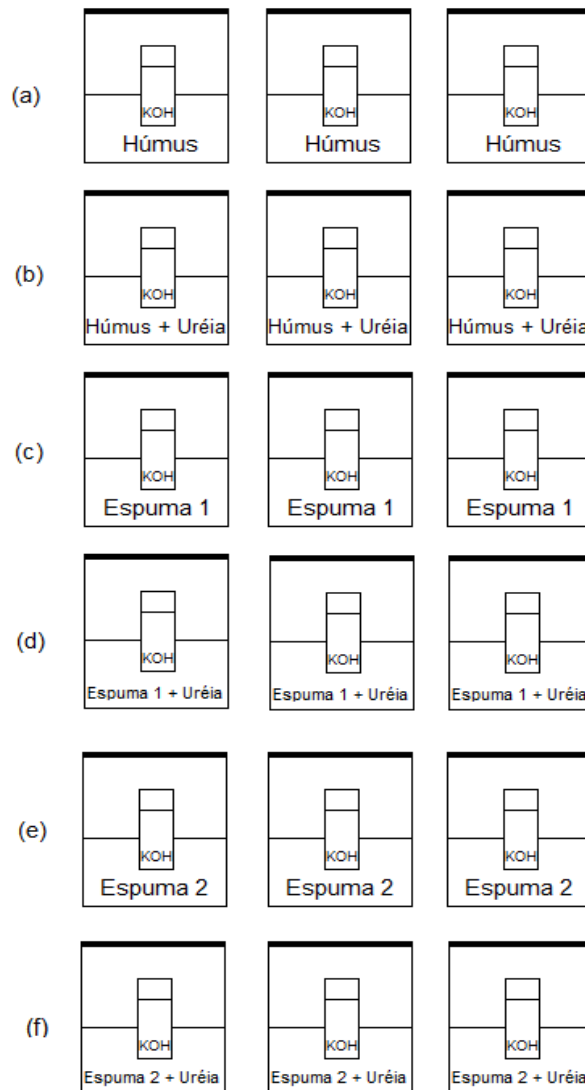 (a)
KOH KOH KOH
Húmus Húmus Húmus
(b)
KOH KOH KOH
Húmus + Uréia Húmus + Uréia Húmus + Uréia
(c)
KOH KOH KOH
Espuma 1 Espuma 1 Espuma 1
(d)
KOH KOH KOH
Espuma 1 + Uréia Espuma 1 + Uréia Espuma 1 + Uréia
(e)
KOH KOH KOH
Espuma 2 Espuma 2 Espuma 2
(f)
KOH KOH KOH
Espuma 2 + Uréia Espuma 2 + Uréia Espuma 2 + Uréia